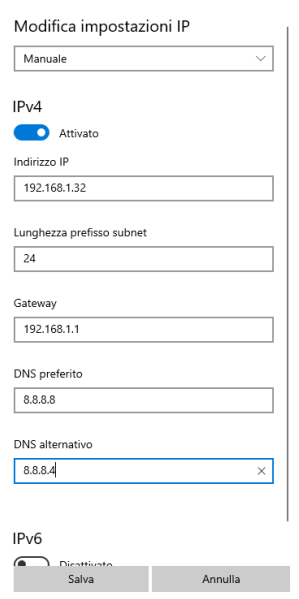 Modifica impostazioni IP
Manuale
IPv4
Attivato
Indirizzo IP
192.168.1.32
Lunghezza prefisso subnet
24
Gateway
192.168.1.1
DNS preferito
8.8.8.8
DNS alternativo
8.8.8.4
IPv6
Disattivato
Salva Annulla